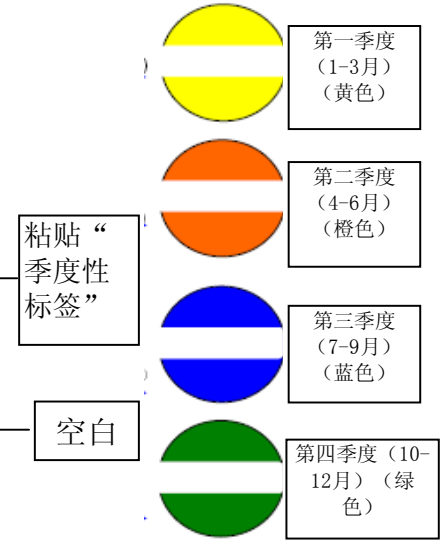 第一季度
（1-3月）
（黄色）
第二季度
（4-6月）
（橙色）
粘贴“
季度性
标签”
第三季度
（7-9月）
（蓝色）
空白
第四季度（10-
12月）（绿
色）